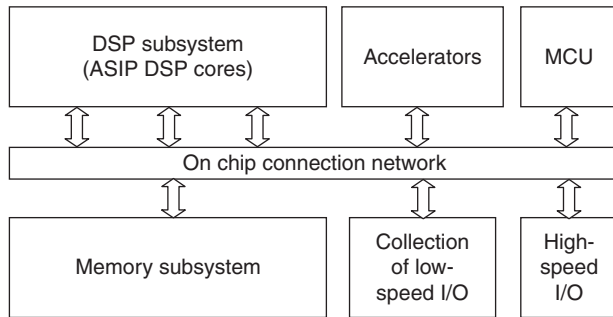 DSP subsystem
(ASIP DSP cores)
Accelerators
MCU
On chip connection network
Memory subsystem
Collection
of low-
speed I/O
High-
speed
I/O